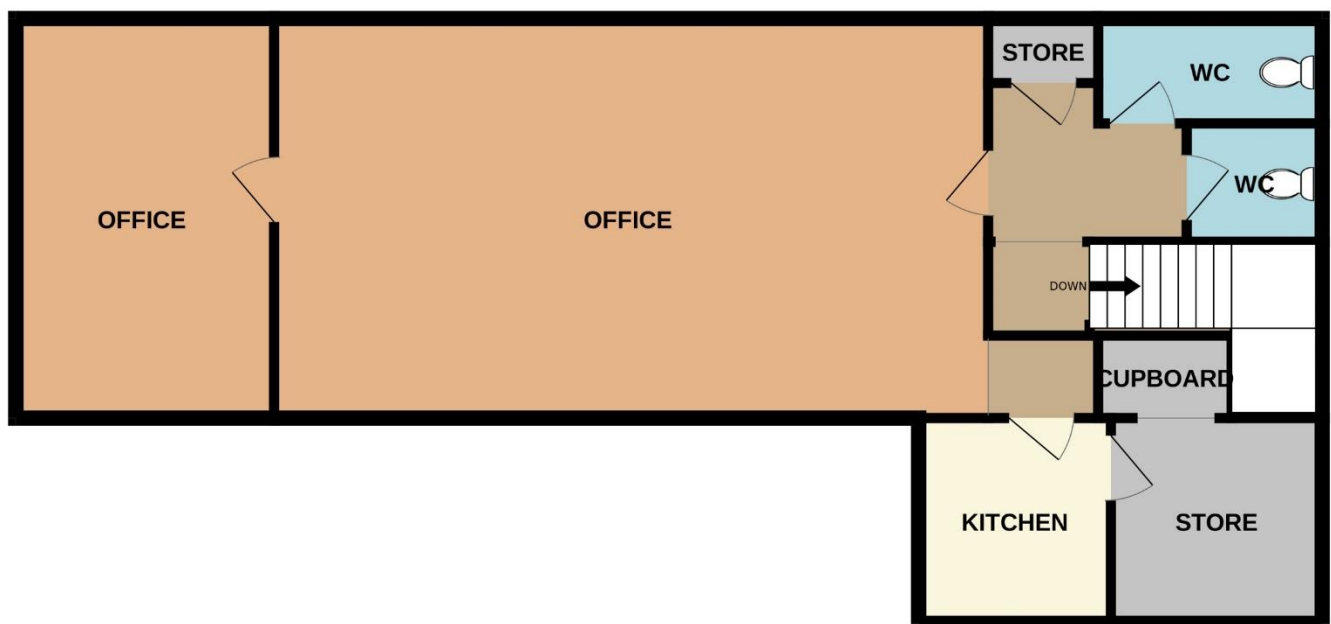 STORE
WC
WC
OFFICE
OFFICE
DOWN
CUPBOARD
KITCHEN
STORE